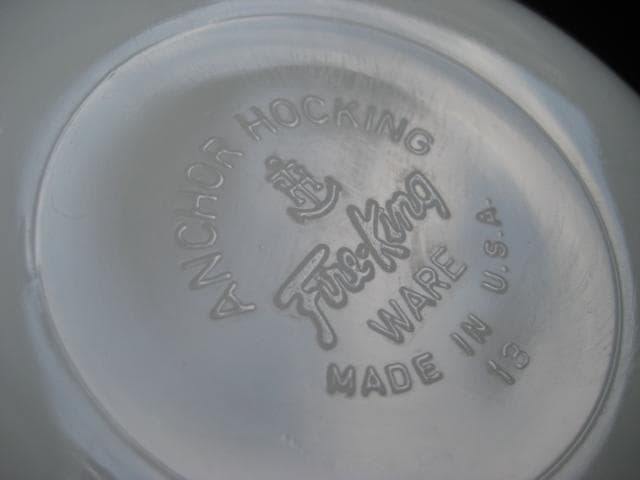 ANCHOR HOCKING
Fire-King
WARE
MADE IN U.S.A.
13